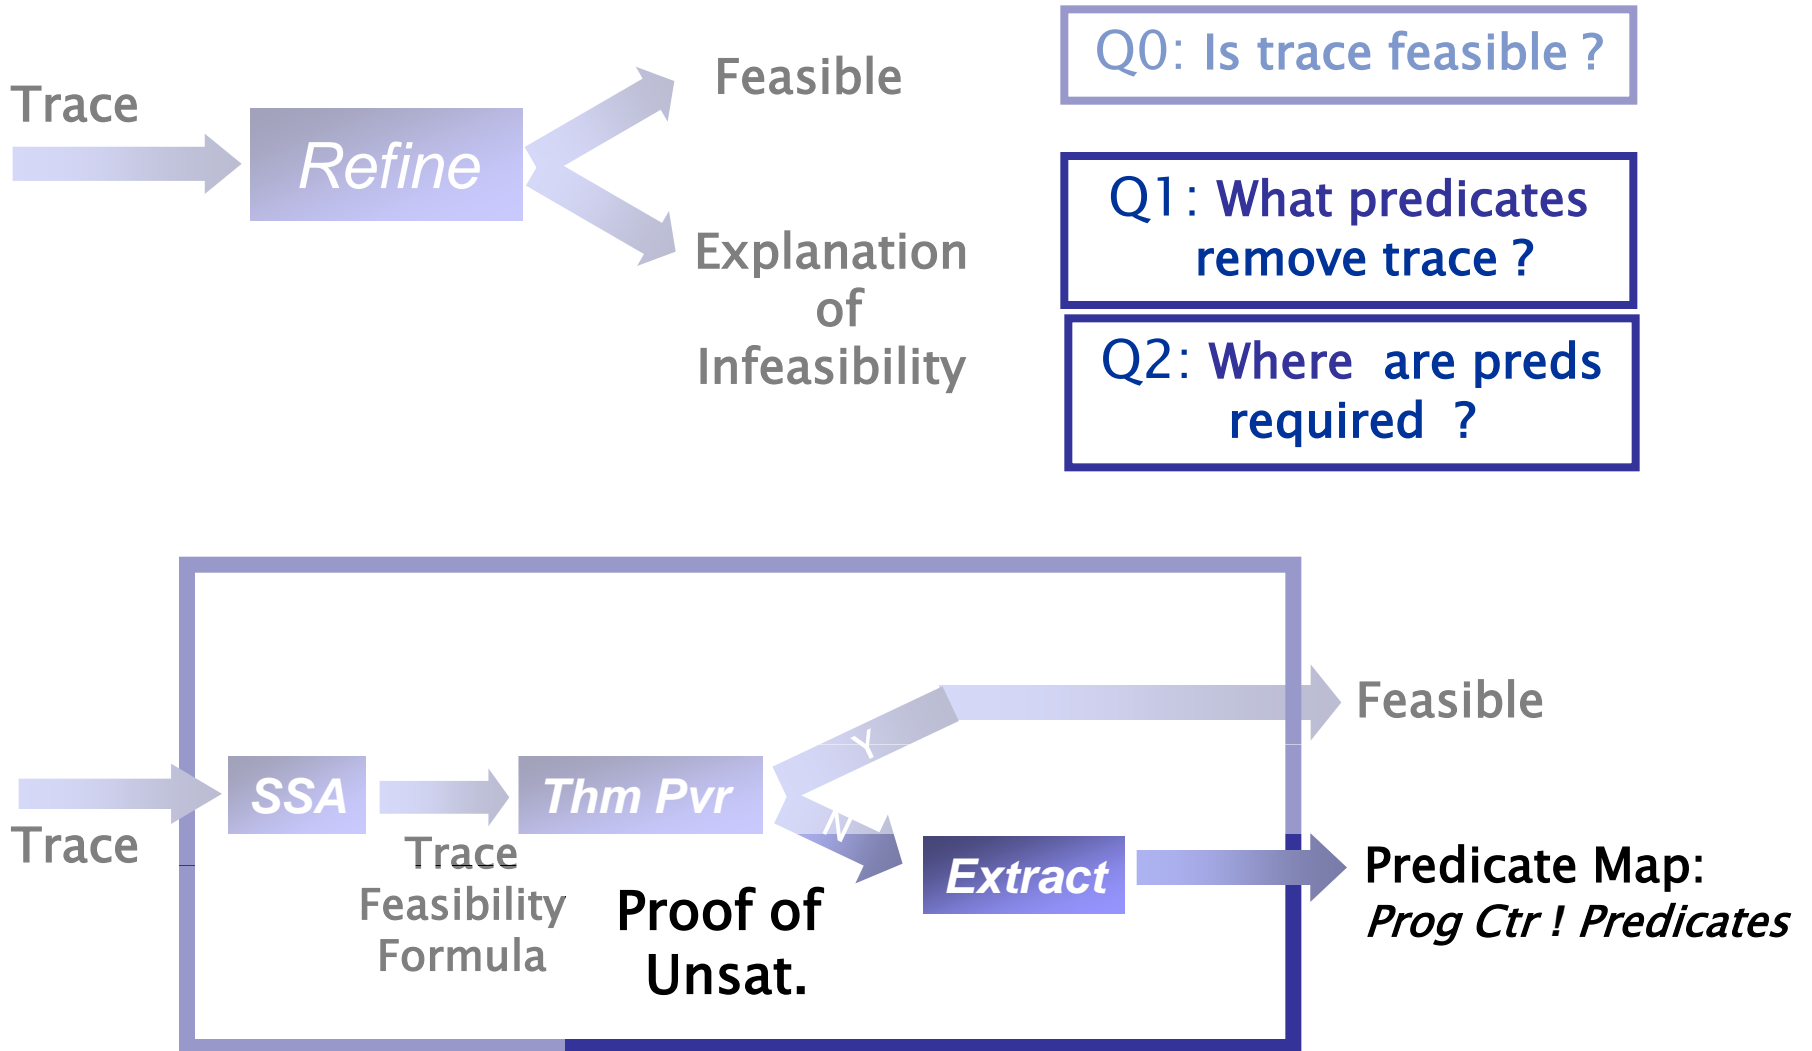 Trace
Refine
Feasible
Explanation
of
Infeasibility
Q0: Is trace feasible ?
Q1: What predicates
remove trace ?
Q2: Where are preds
required ?
Trace
SSA
Trace
Feasibility
Formula
Thm Pvr
Y
N
Proof of
Unsat.
Extract
Feasible
Predicate Map:
Prog Ctr ! Predicates